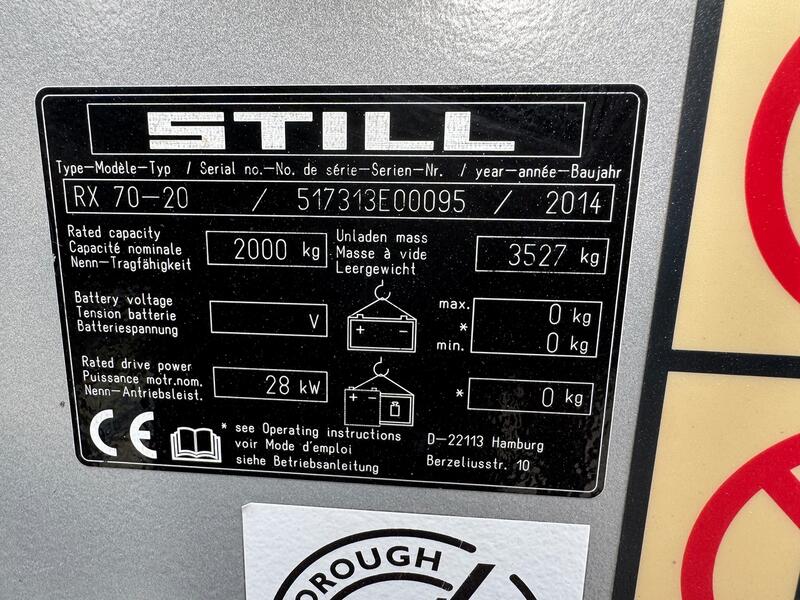 STILL
Type-Modèle-Typ / Serial no.-No. de série-Serien-Nr. / year-année-Baujahr
RX 70-20 / 517313E00095 / 2014
Rated capacity
Capacité nominale
Nenn-Tragfähigkeit
2000 kg
Unladen mass
Masse à vide
Leergewicht
3527 kg
Battery voltage
Tension batterie
Batteriespannung
V
+ -
max.
*
min.
0 kg
0 kg
Rated drive power
Puissance motr.nom.
Nenn-Antriebsleist.
28 kW
+ -
* 0 kg
CE
* see Operating instructions
voir Mode d'emploi
siehe Betriebsanleitung
D-22113 Hamburg
Berzeliusstr. 10
OROUGH